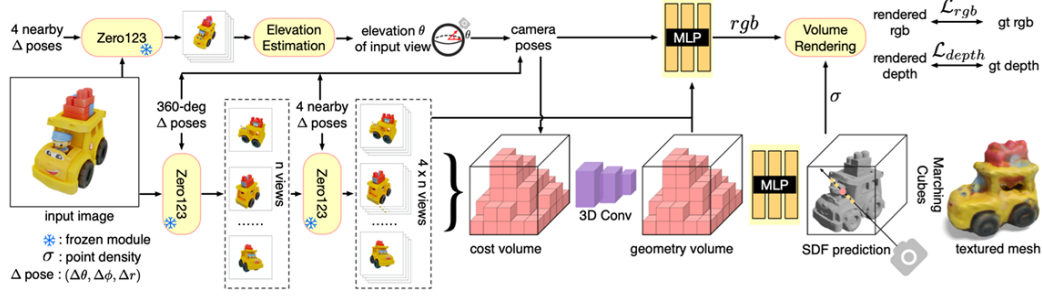 4 nearby
Δ poses
Zero123
Elevation
Estimation
elevation θ
of input view
θ
camera
poses
MLP
rgb
Volume
Rendering
rendered
rgb
L_rgb
gt rgb
rendered
depth
L_depth
gt depth
σ
360-deg
Δ poses
4 nearby
Δ poses
Zero123
n views
......
Zero123
4 x n views
......
input image
cost volume
3D Conv
geometry volume
MLP
SDF prediction
Marching
Cubes
textured mesh
: frozen module
σ : point density
Δ pose : (Δθ, Δϕ, Δr)